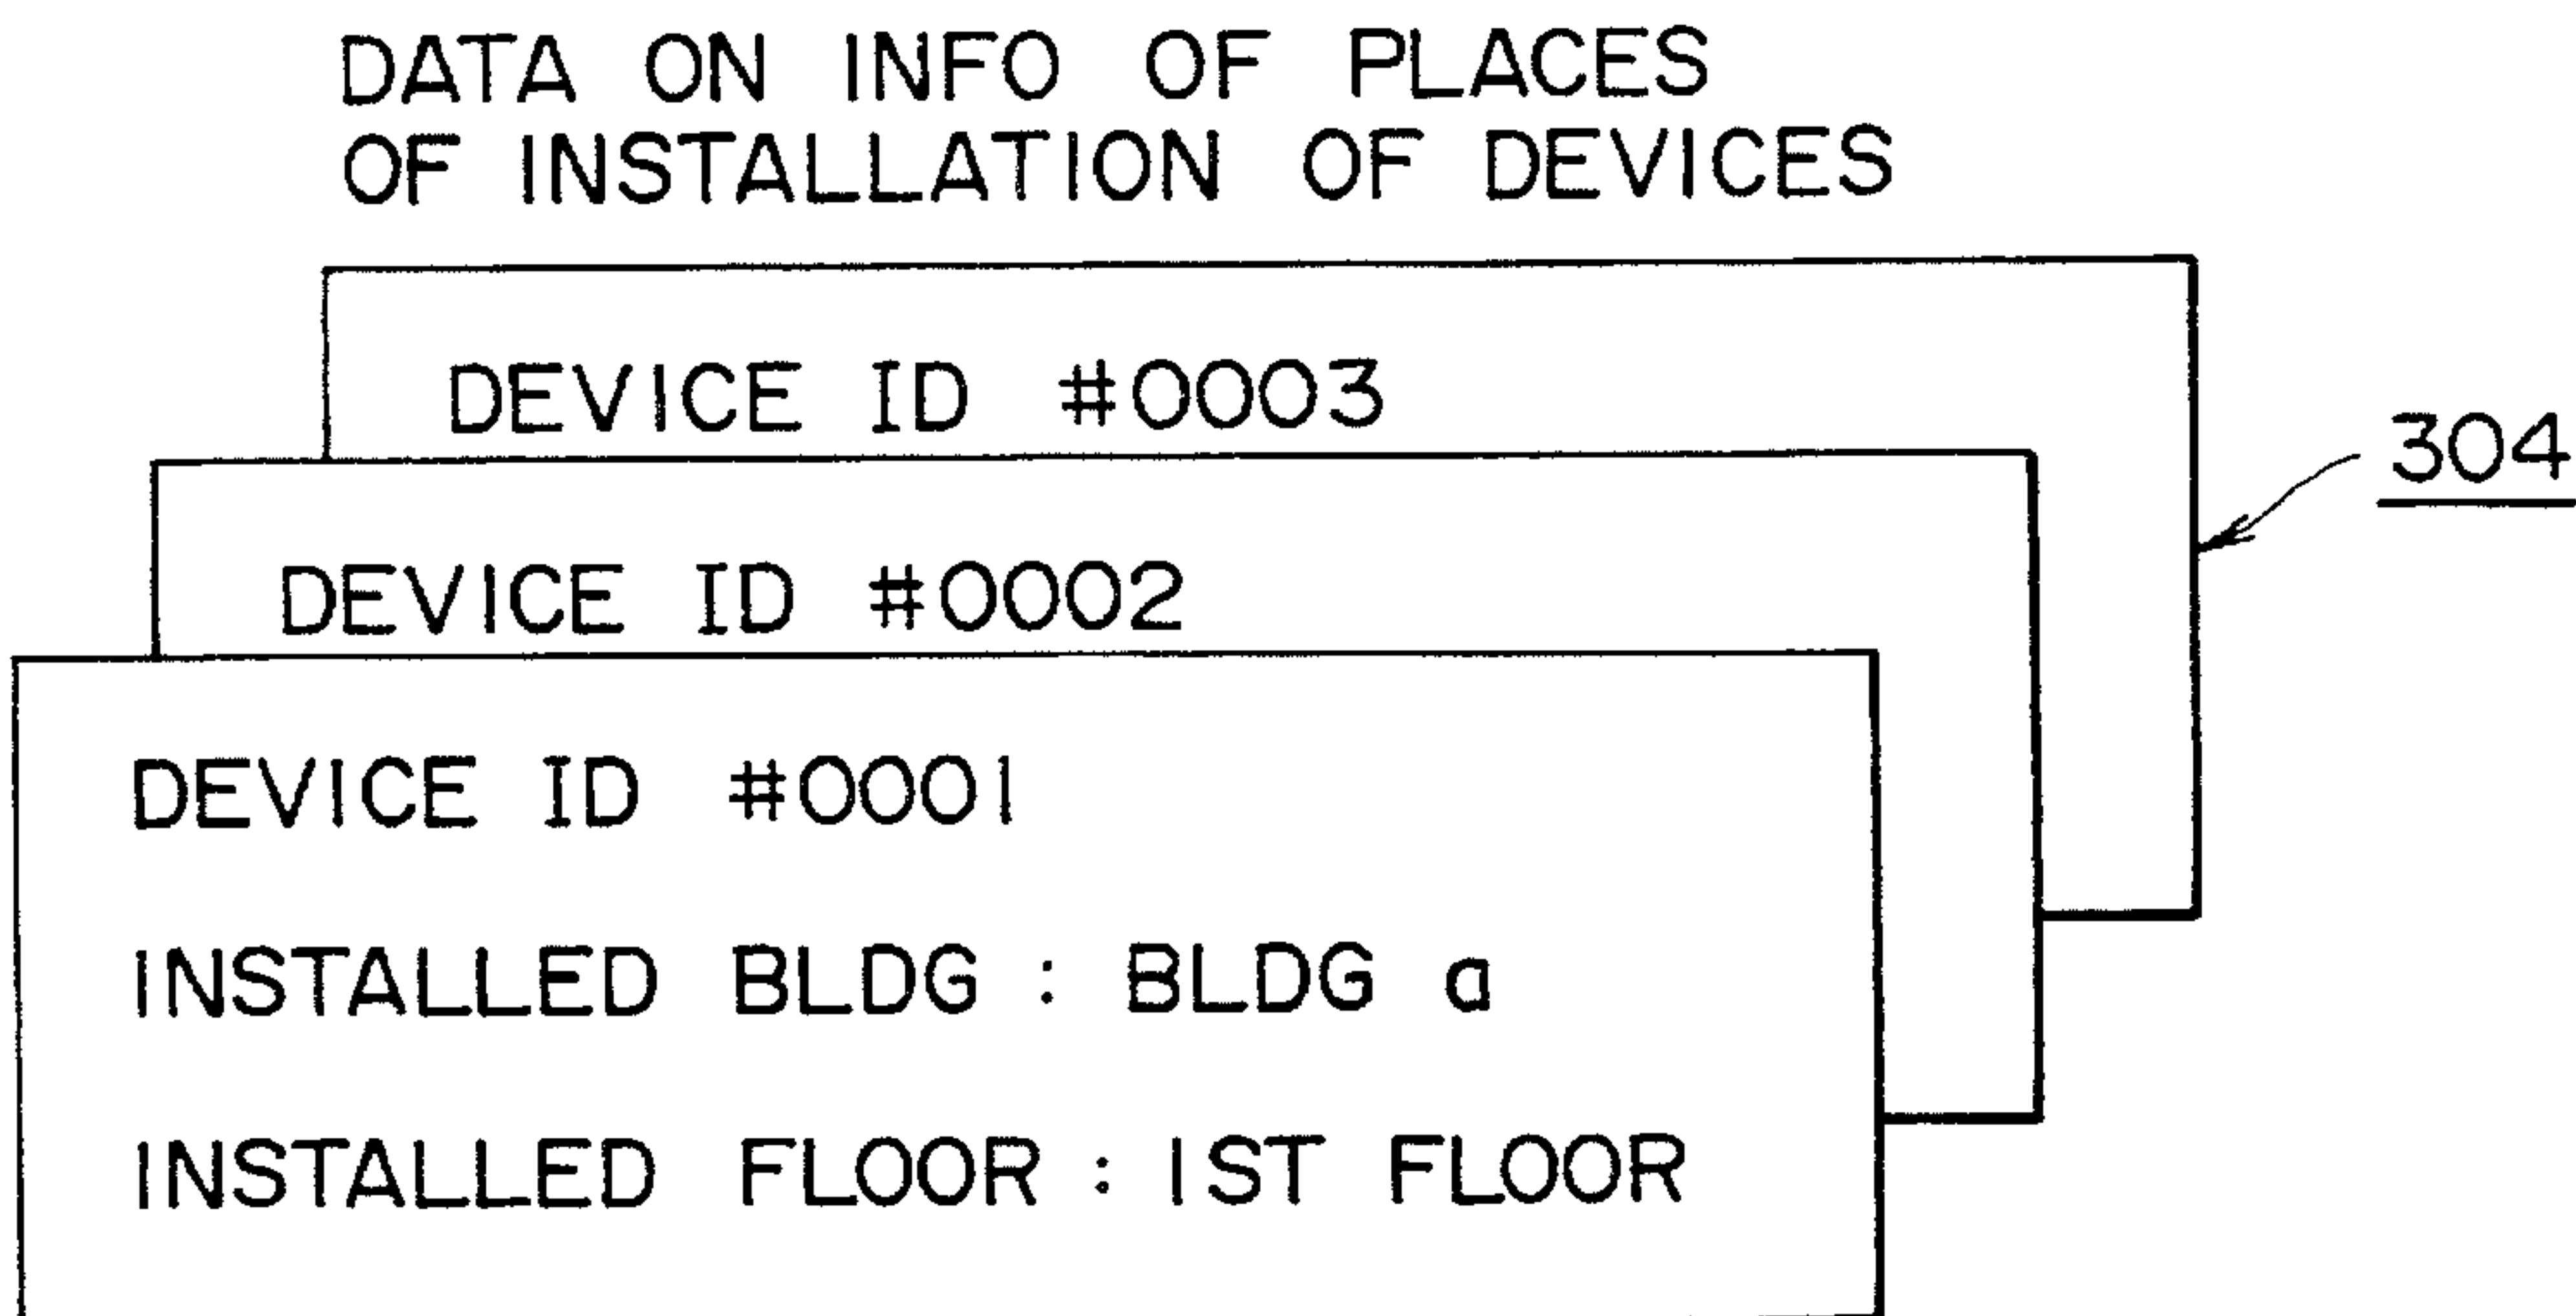 DATA ON INFO OF PLACES
OF INSTALLATION OF DEVICES
DEVICE ID #0003
304
DEVICE ID #0002
DEVICE ID #0001
INSTALLED BLDG : BLDG a
INSTALLED FLOOR : 1ST FLOOR